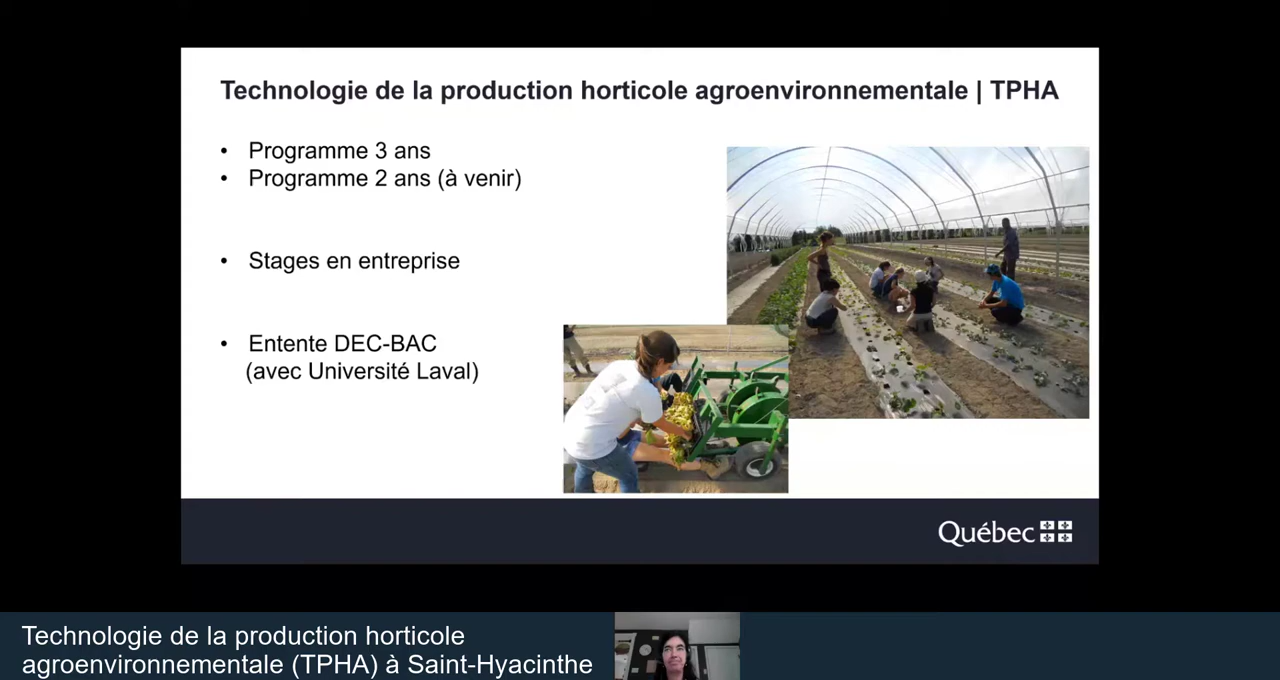 Technologie de la production horticole agroenvironnementale | TPHA
• Programme 3 ans
• Programme 2 ans (à venir)
• Stages en entreprise
• Entente DEC-BAC
(avec Université Laval)
Québec
Technologie de la production horticole
agroenvironnementale (TPHA) à Saint-Hyacinthe